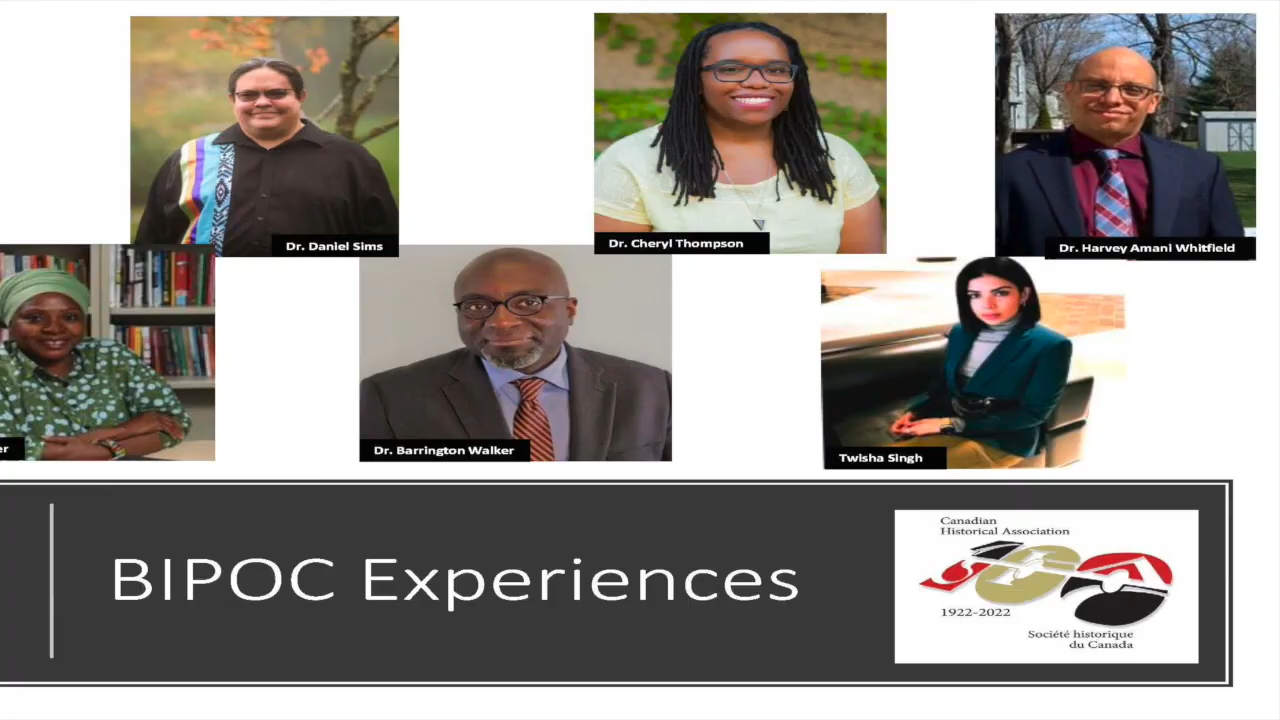 Dr. Daniel Sims
Dr. Cheryl Thompson
Dr. Harvey Amani Whitfield
er
Dr. Barrington Walker
Twisha Singh
BIPOC Experiences
Canadian
Historical Association
1922-2022
Société historique
du Canada